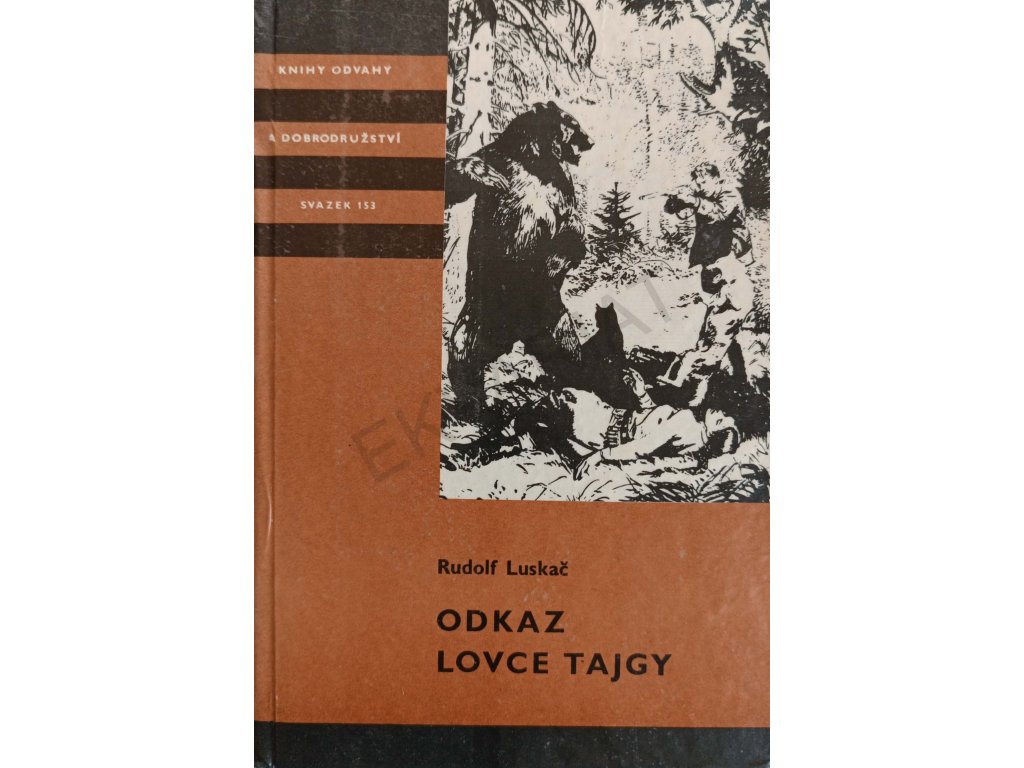 KNIHY ODVAHY
A DOBRODRUŽSTVÍ
SVAZEK 153
Rudolf Luskač
ODKAZ
LOVCE TAJGY